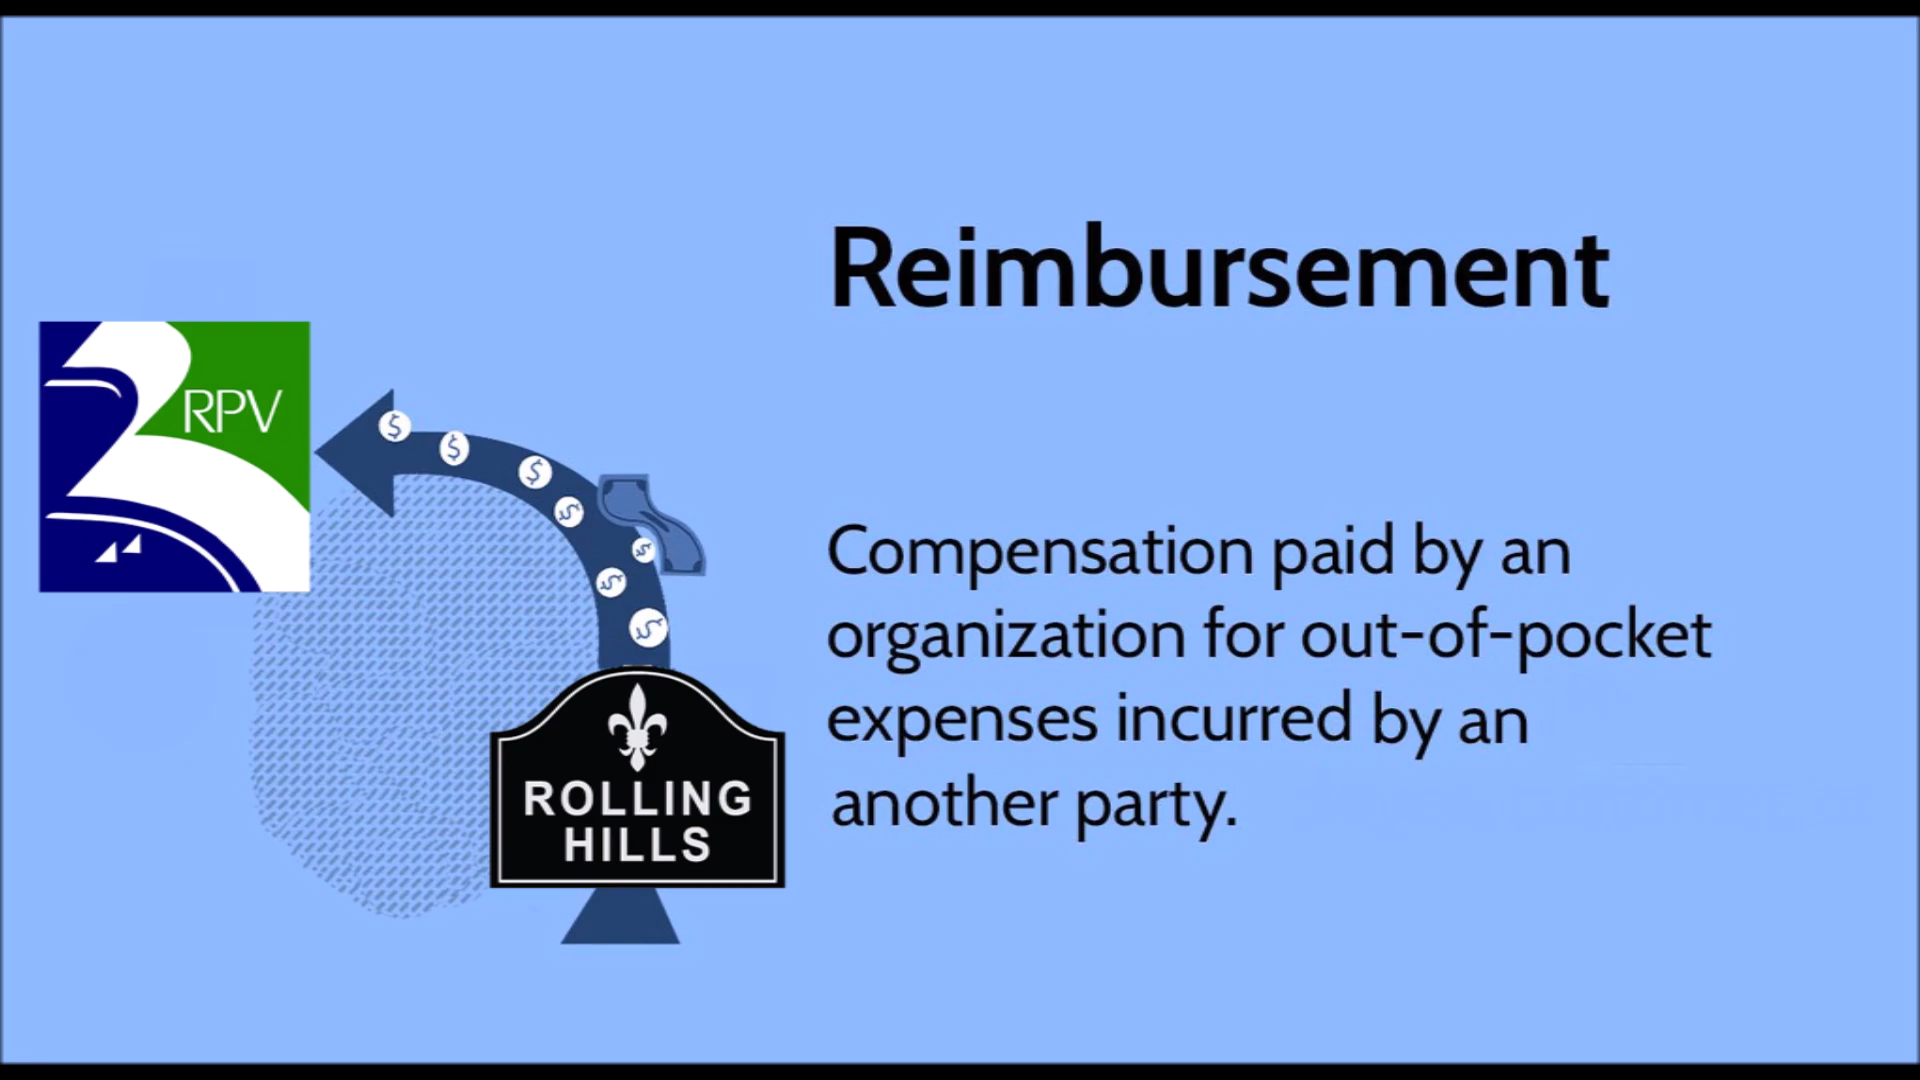 Reimbursement
RPV
Compensation paid by an
organization for out-of-pocket
expenses incurred by an
another party.
ROLLING
HILLS